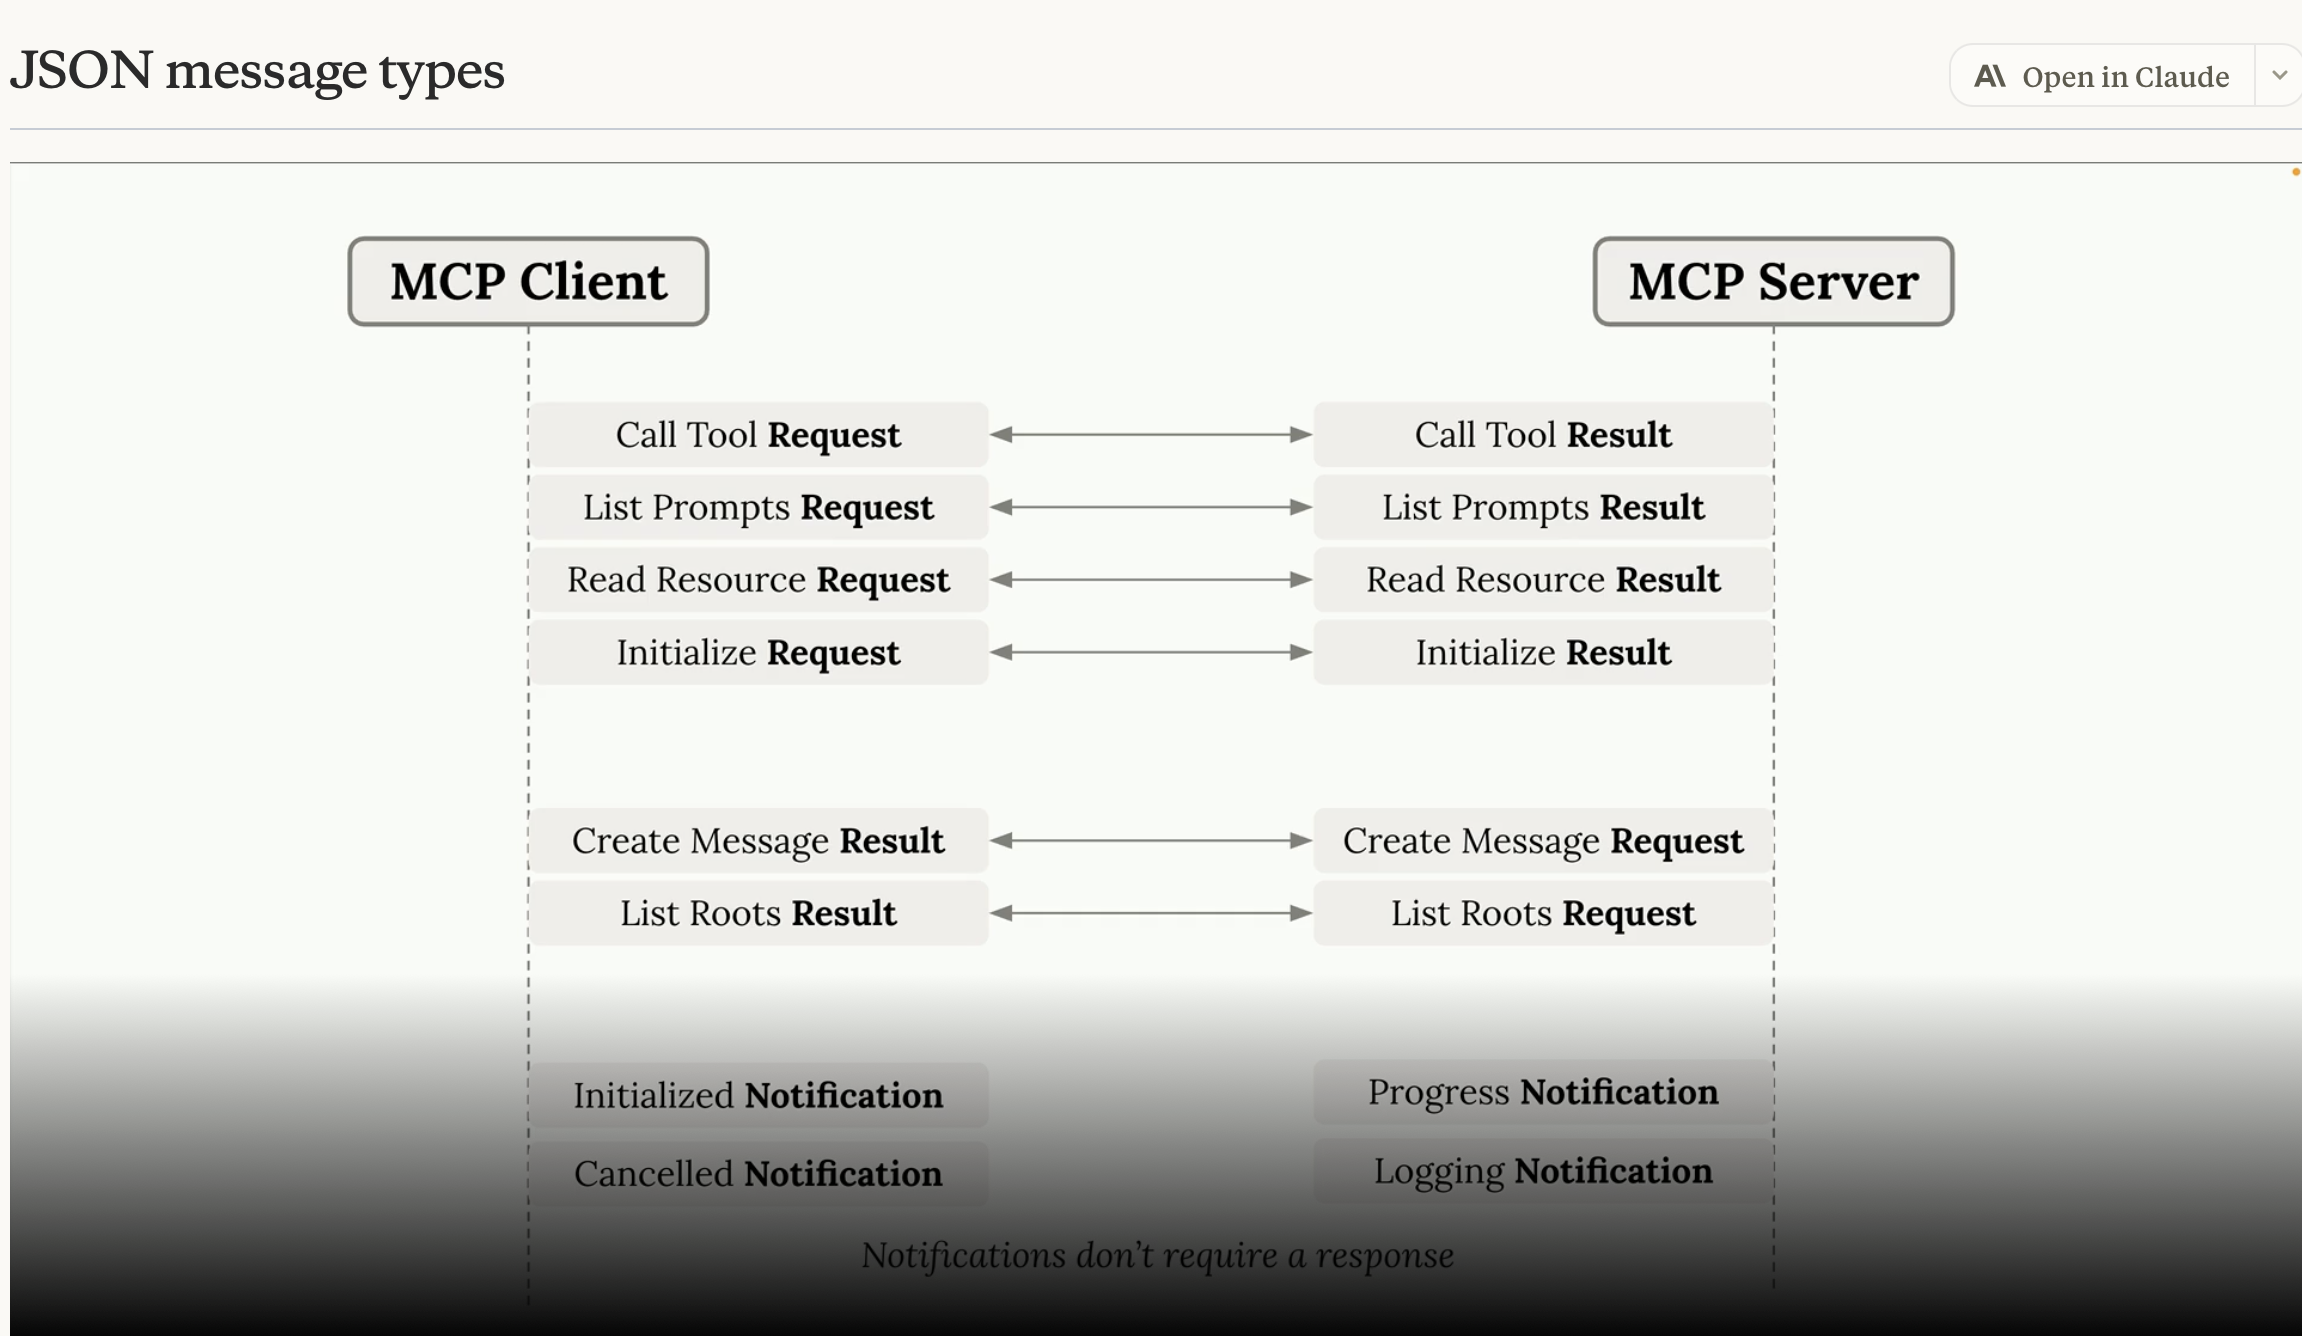 JSON message types
Open in Claude
MCP Client
MCP Server
Call Tool Request
Call Tool Result
List Prompts Request
List Prompts Result
Read Resource Request
Read Resource Result
Initialize Request
Initialize Result
Create Message Result
Create Message Request
List Roots Result
List Roots Request
Initialized Notification
Progress Notification
Cancelled Notification
Logging Notification
Notifications don’t require a response